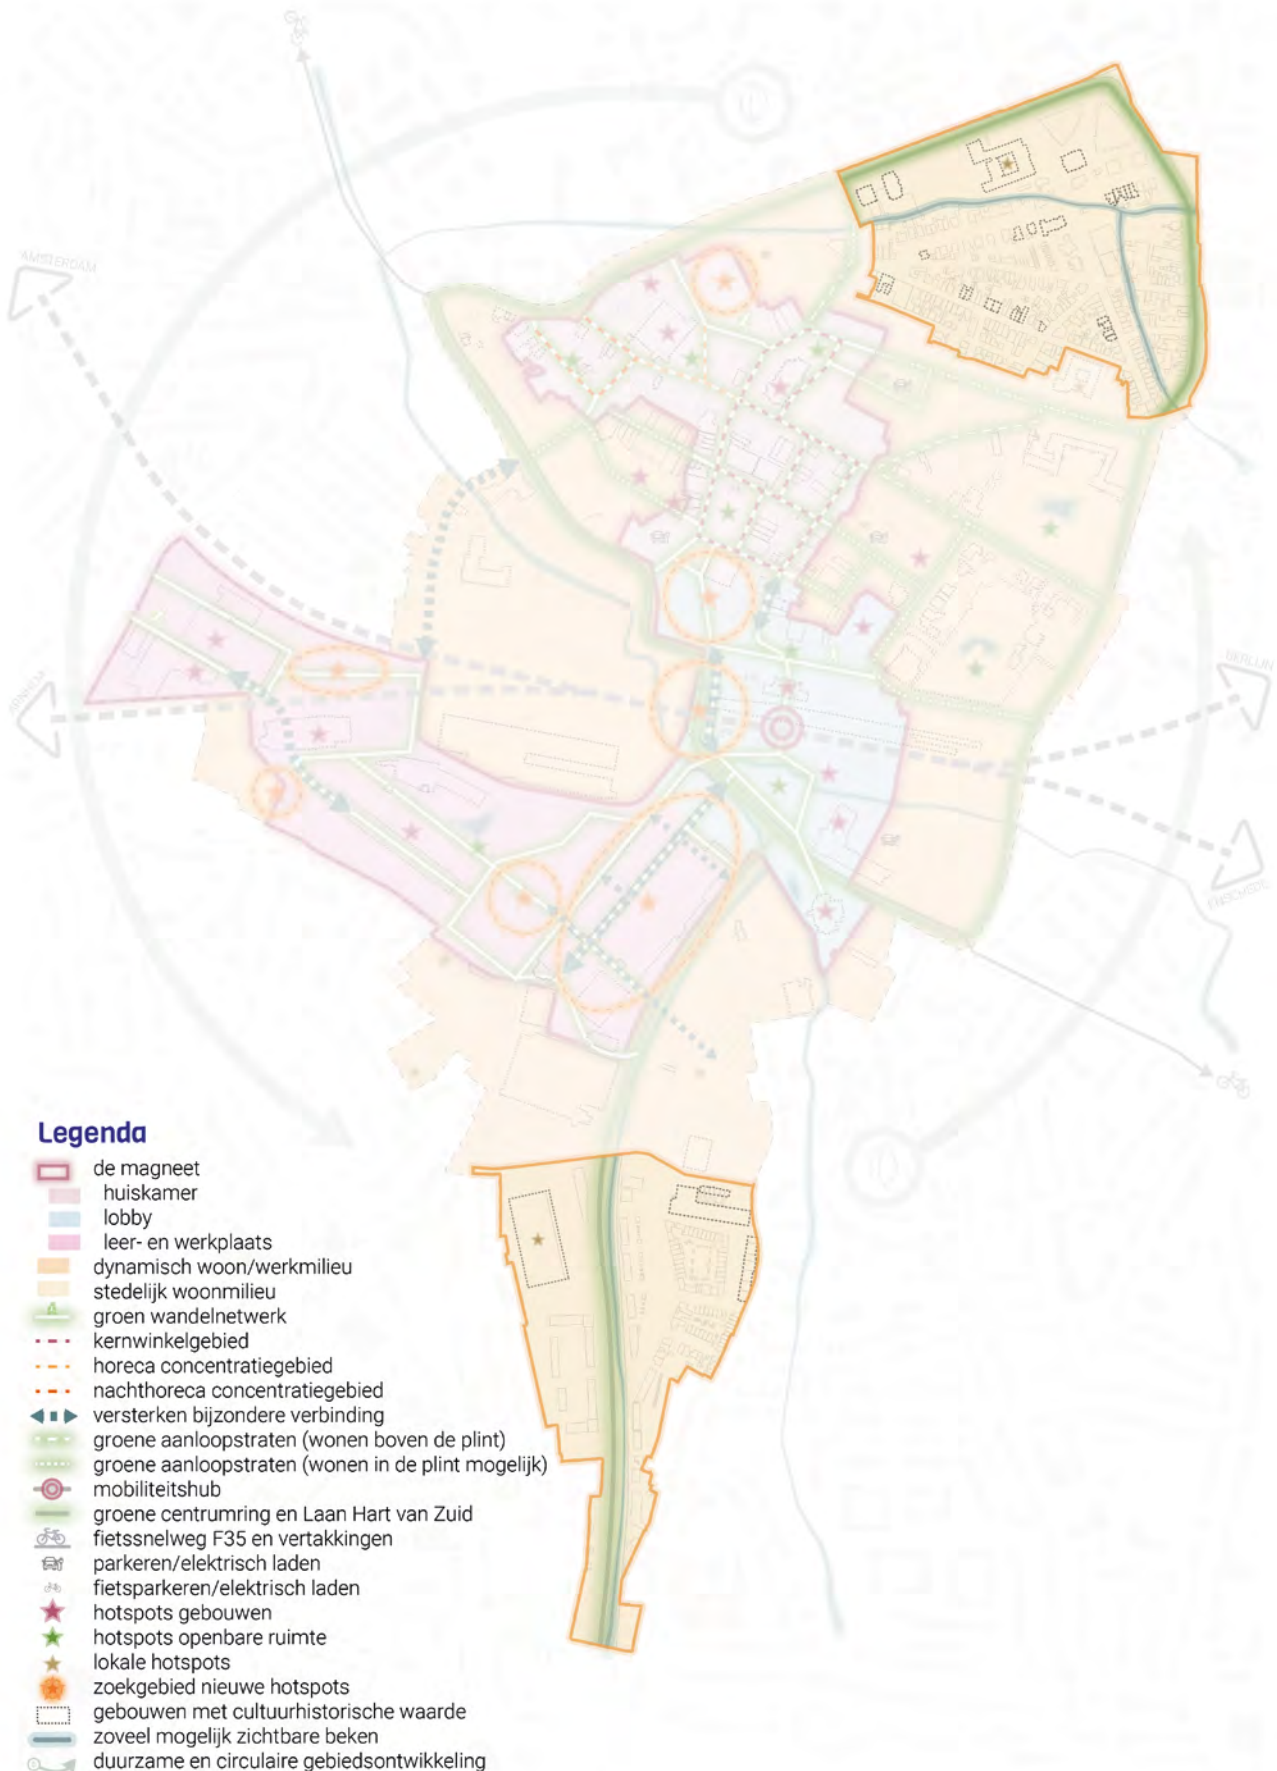 AMSTERDAM
BERLIJN
ARNHEM
ENSCHEDE
Legenda
de magneet
huiskamer
lobby
leer- en werkplaats
dynamisch woon/werkmilieu
stedelijk woonmilieu
groen wandelnetwerk
kernwinkelgebied
horeca concentratiegebied
nachthoreca concentratiegebied
versterken bijzondere verbinding
groene aanloopstraten (wonen boven de plint)
groene aanloopstraten (wonen in de plint mogelijk)
mobiliteitshub
groene centrumring en Laan Hart van Zuid
fietssnelweg F35 en vertakkingen
parkeren/elektrisch laden
fietsparkeren/elektrisch laden
hotspots gebouwen
hotspots openbare ruimte
lokale hotspots
zoekgebied nieuwe hotspots
gebouwen met cultuurhistorische waarde
zoveel mogelijk zichtbare beken
duurzame en circulaire gebiedsontwikkeling